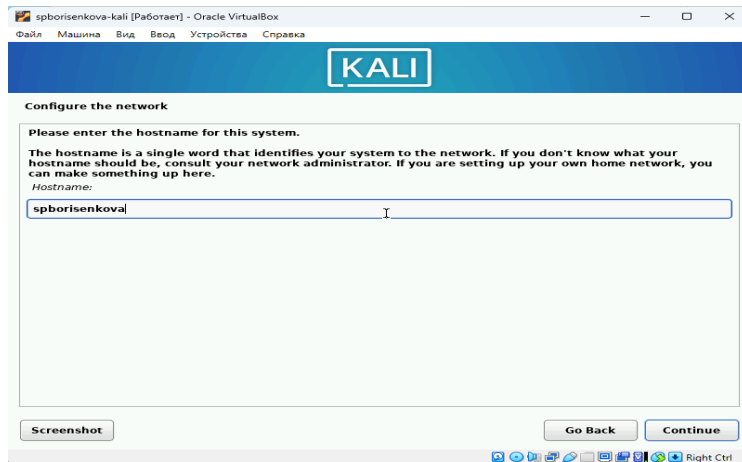 spborisenkova-kali [Работает] - Oracle VirtualBox
Файл Машина Вид Ввод Устройства Справка
KALI
Configure the network
Please enter the hostname for this system.
The hostname is a single word that identifies your system to the network. If you don't know what your
hostname should be, consult your network administrator. If you are setting up your own home network, you
can make something up here.
Hostname:
spborisenkova
Screenshot Go Back Continue
Right Ctrl